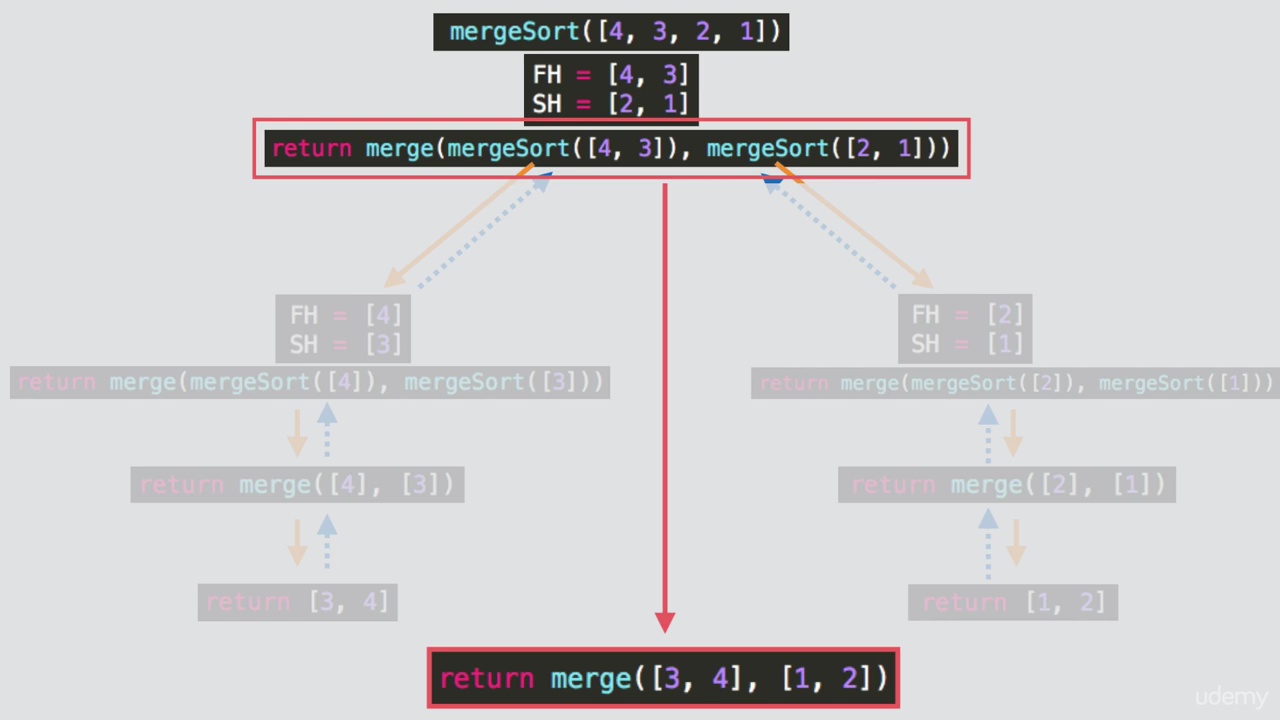 mergeSort([4, 3, 2, 1])
FH = [4, 3]
SH = [2, 1]
return merge(mergeSort([4, 3]), mergeSort([2, 1]))
FH = [4]
SH = [3]
return merge(mergeSort([4]), mergeSort([3]))
return merge([4], [3])
return [3, 4]
FH = [2]
SH = [1]
return merge(mergeSort([2]), mergeSort([1]))
return merge([2], [1])
return [1, 2]
return merge([3, 4], [1, 2])
udemy